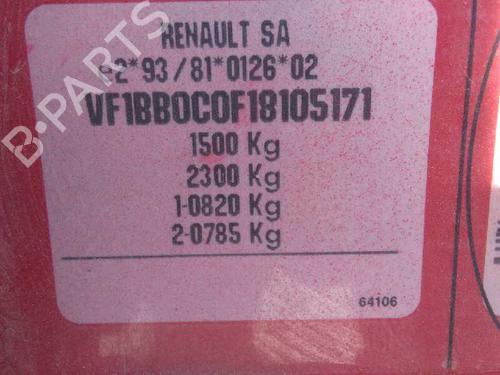 RENAULT SA
e2*93/81*0126*02
VF1BB0C0F18105171
1500 Kg
2300 Kg
1-0820 Kg
2-0785 Kg
64106
B-PARTS